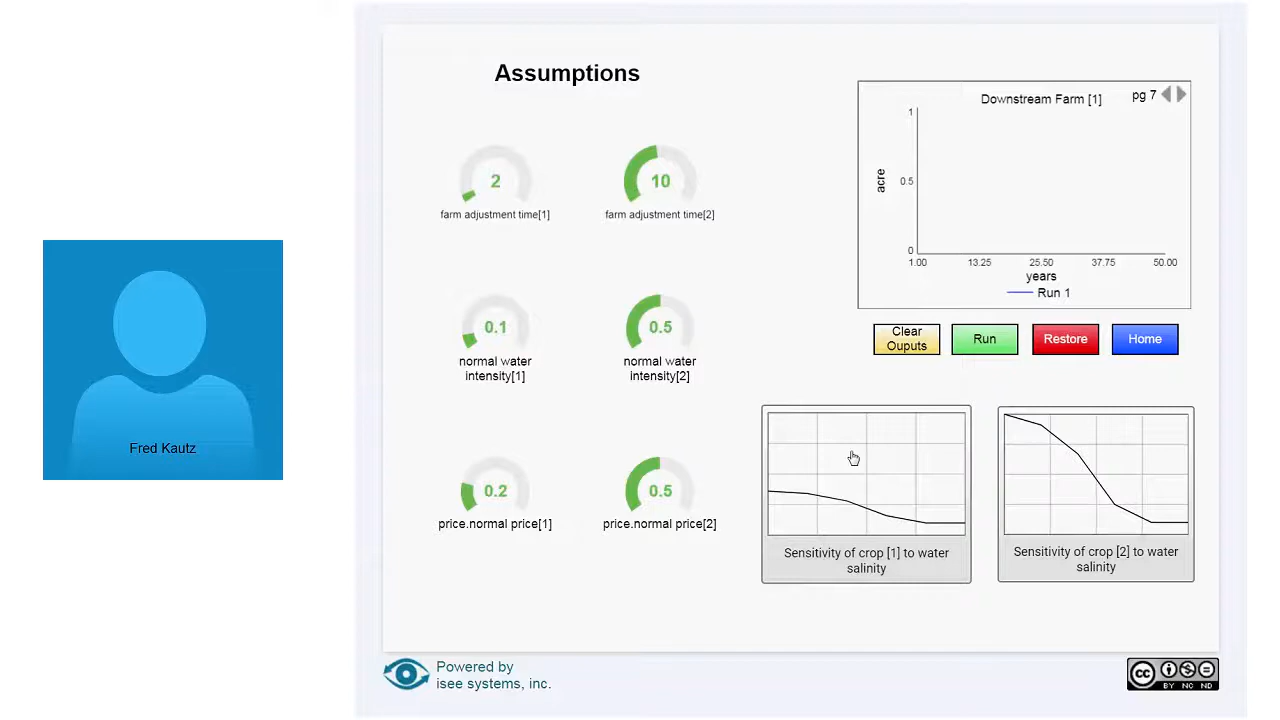 Assumptions
Downstream Farm [1]
pg 7
1
acre
0.5
0
1.00 13.25 25.50 37.75 50.00
years
Run 1
2
10
farm adjustment time[1]
farm adjustment time[2]
Clear
Ouputs
Run
Restore
Home
0.1
0.5
normal water
intensity[1]
normal water
intensity[2]
0.2
0.5
price.normal price[1]
price.normal price[2]
Sensitivity of crop [1] to water
salinity
Sensitivity of crop [2] to water
salinity
Fred Kautz
Powered by
isee systems, inc.
cc
BY NC ND